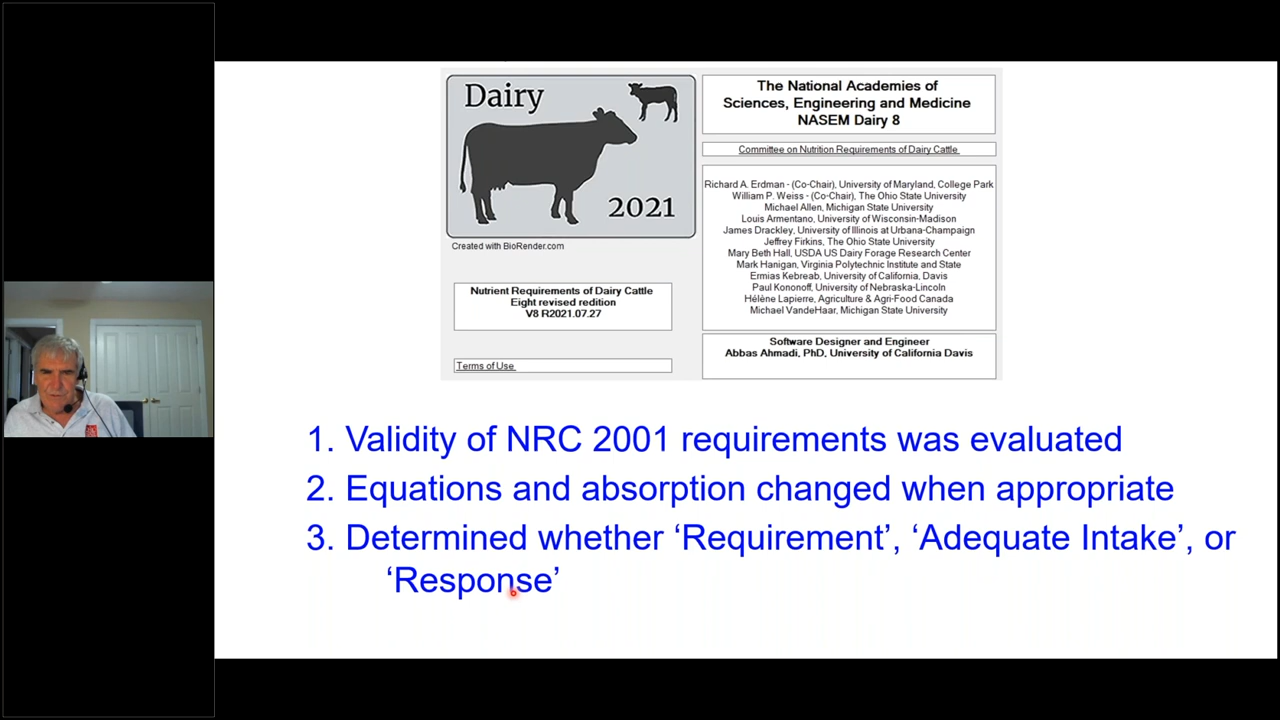 Dairy
2021
Created with BioRender.com
Nutrient Requirements of Dairy Cattle
Eight revised redition
V8 R2021.07.27
Terms of Use
The National Academies of
Sciences, Engineering and Medicine
NASEM Dairy 8
Committee on Nutrition Requirements of Dairy Cattle
Richard A. Erdman - (Co-Chair), University of Maryland, College Park
William P. Weiss - (Co-Chair), The Ohio State University
Michael Allen, Michigan State University
Louis Armentano, University of Wisconsin-Madison
James Drackley, University of Illinois at Urbana-Champaign
Jeffrey Firkins, The Ohio State University
Mary Beth Hall, USDA US Dairy Forage Research Center
Mark Hanigan, Virginia Polytechnic Institute and State
Ermias Kebreab, University of California, Davis
Paul Kononoff, University of Nebraska-Lincoln
Hélène Lapierre, Agriculture & Agri-Food Canada
Michael VandeHaar, Michigan State University
Software Designer and Engineer
Abbas Ahmadi, PhD, University of California Davis
1. Validity of NRC 2001 requirements was evaluated
2. Equations and absorption changed when appropriate
3. Determined whether ‘Requirement’, ‘Adequate Intake’, or
‘Response’